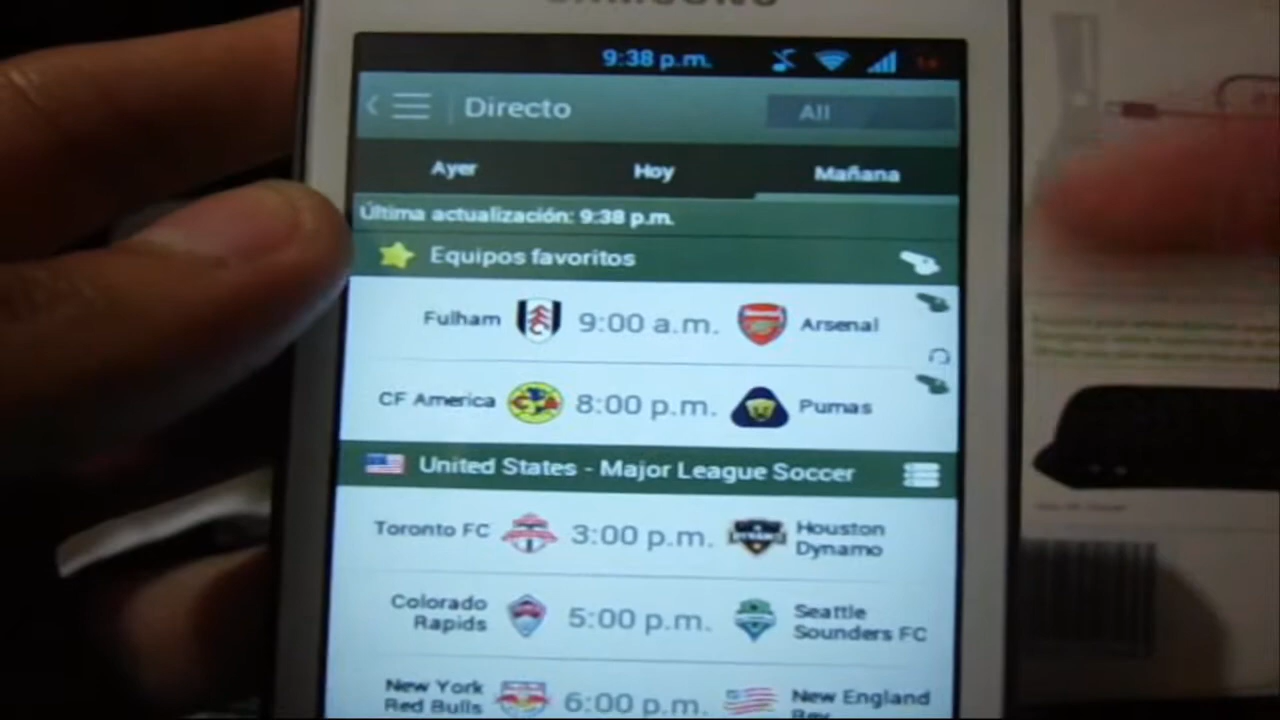 SAMSUNG
9:38 p.m.
Directo
All
Ayer
Hoy
Mañana
Última actualización: 9:38 p.m.
Equipos favoritos
Fulham
9:00 a.m.
Arsenal
CF America
8:00 p.m.
Pumas
United States - Major League Soccer
Toronto FC
3:00 p.m.
Houston
Dynamo
Colorado
Rapids
5:00 p.m.
Seattle
Sounders FC
New York
Red Bulls
6:00 p.m.
New England